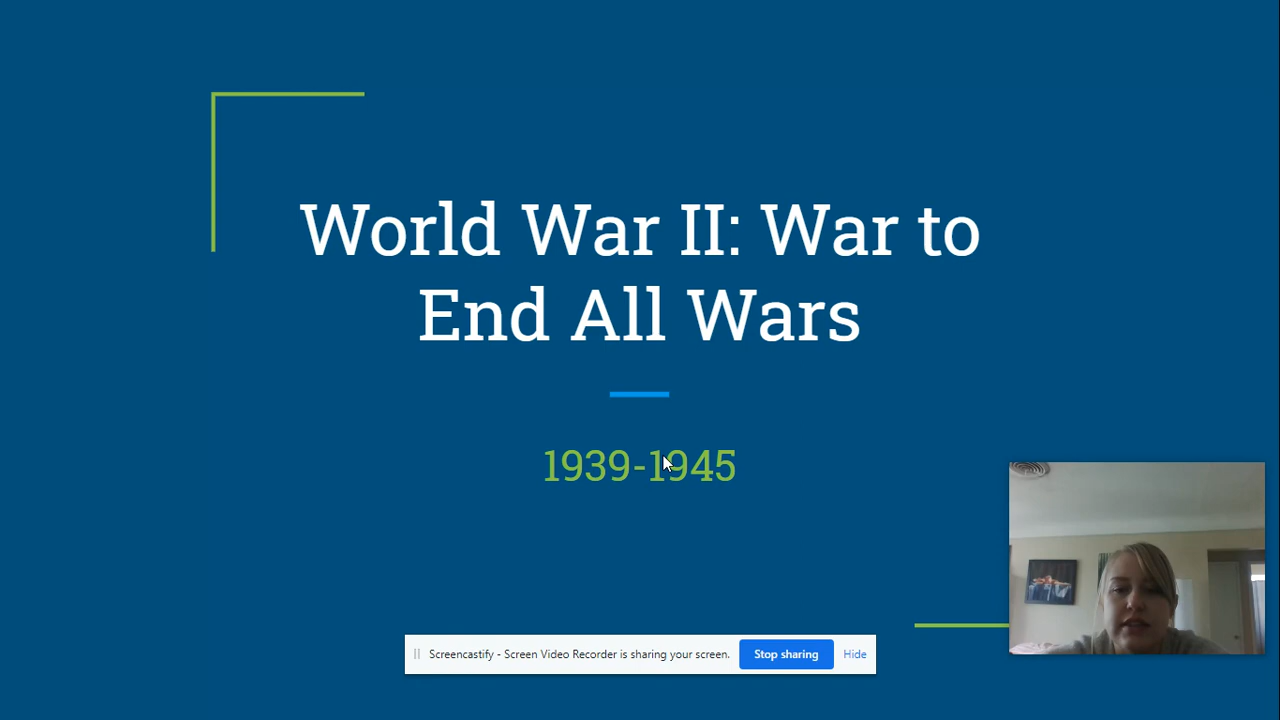 World War II: War to
End All Wars
1939-1945
Screencastify - Screen Video Recorder is sharing your screen. Stop sharing Hide